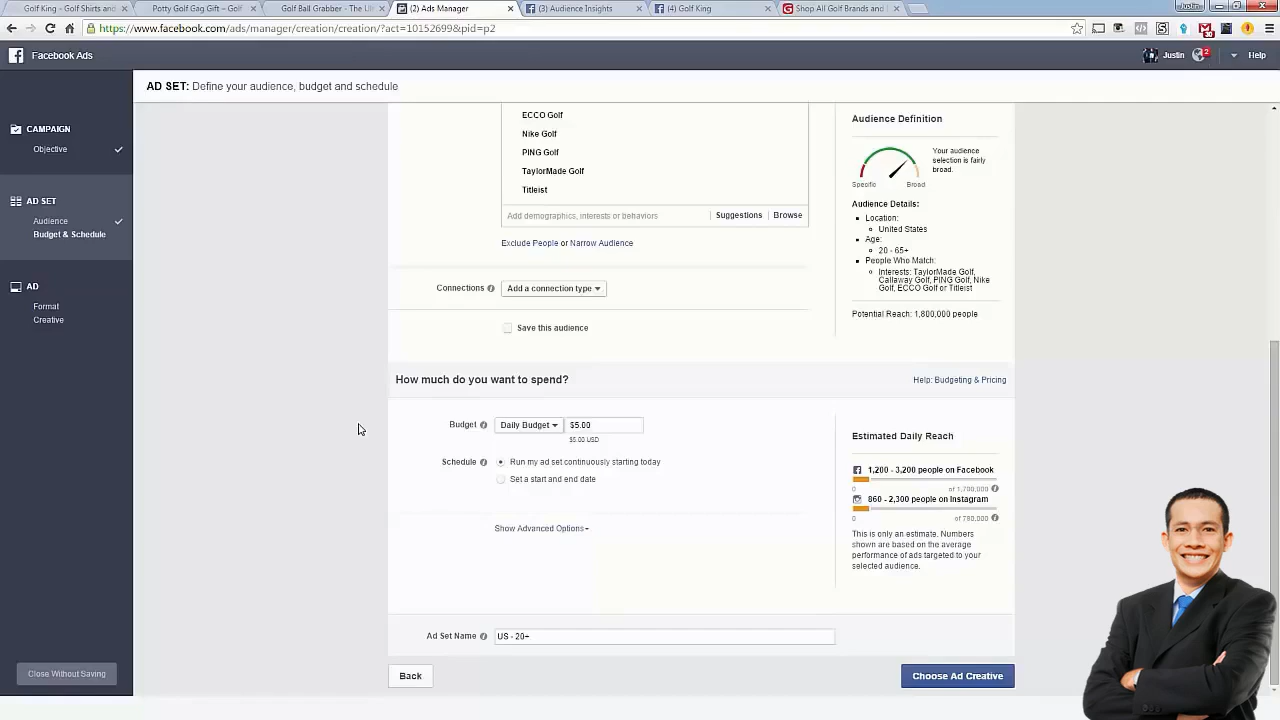 Golf King – Golf Shirts and
Potty Golf Gag Gift – Golf
Golf Ball Grabber - The Ul
(2) Ads Manager
(3) Audience Insights
(4) Golf King
Shop All Golf Brands and
Justin
https://www.facebook.com/ads/manager/creation/creation/?act=10152699&pid=p2
30
Facebook Ads
Justin
2
Help
AD SET: Define your audience, budget and schedule
CAMPAIGN
Objective
AD SET
Audience
Budget & Schedule
AD
Format
Creative
Close Without Saving
ECCO Golf
Nike Golf
PING Golf
TaylorMade Golf
Titleist
Add demographics, interests or behaviors
Suggestions
Browse
Exclude People or Narrow Audience
Connections
Add a connection type
Save this audience
Audience Definition
Your audience
selection is fairly
broad.
Specific
Broad
Audience Details:
Location:
United States
Age:
20 - 65+
People Who Match:
Interests: TaylorMade Golf,
Callaway Golf, PING Golf, Nike
Golf, ECCO Golf or Titleist
Potential Reach: 1,800,000 people
How much do you want to spend?
Help: Budgeting & Pricing
Budget
Daily Budget
$5.00
$5.00 USD
Schedule
Run my ad set continuously starting today
Set a start and end date
Show Advanced Options
Estimated Daily Reach
1,200 - 3,200 people on Facebook
0
of 1,700,000
860 - 2,300 people on Instagram
0
of 780,000
This is only an estimate. Numbers
shown are based on the average
performance of ads targeted to your
selected audience.
Ad Set Name
US - 20+
Back
Choose Ad Creative